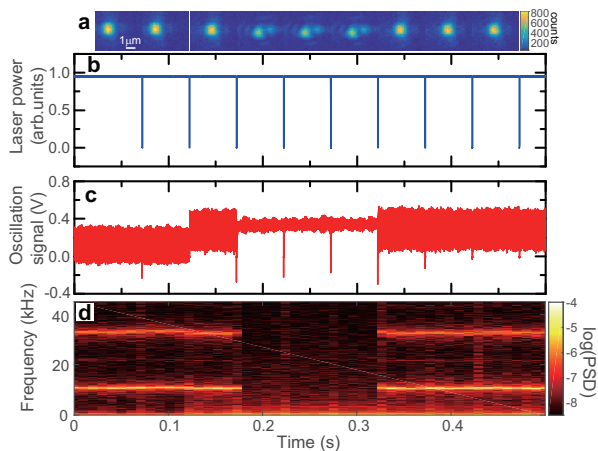 a
1μm
800
600
400
200
0
counts
b
Laser power
(arb.units)
1.0
0.5
0.0
c
Oscillation
signal (V)
0.8
0.4
0.0
-0.4
d
Frequency (kHz)
40
20
0
-4
-5
-6
-7
-8
log(PSD)
0 0.1 0.2 0.3 0.4
Time (s)